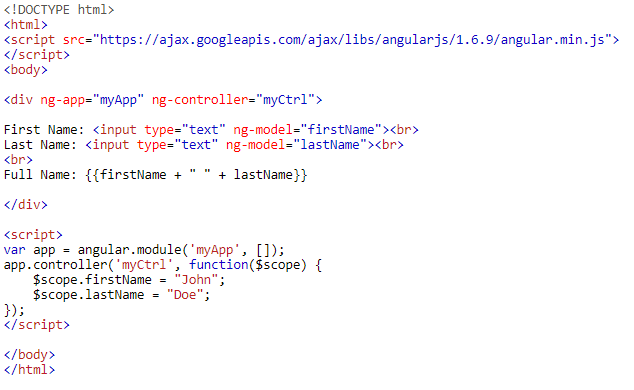 <!DOCTYPE html>
<html>
<script src="https://ajax.googleapis.com/ajax/libs/angularjs/1.6.9/angular.min.js">
</script>
<body>
<div ng-app="myApp" ng-controller="myCtrl">
First Name: <input type="text" ng-model="firstName"><br>
Last Name: <input type="text" ng-model="lastName"><br>
<br>
Full Name: {{firstName + " " + lastName}}
</div>
<script>
var app = angular.module('myApp', []);
app.controller('myCtrl', function($scope) {
    $scope.firstName = "John";
    $scope.lastName = "Doe";
});
</script>
</body>
</html>